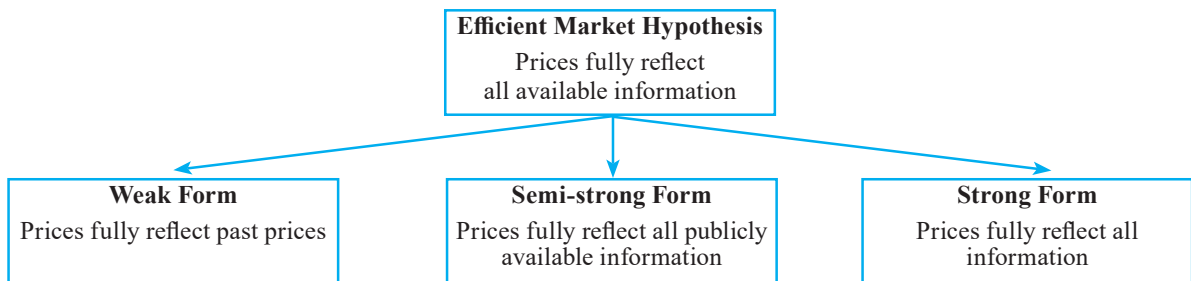 Efficient Market Hypothesis
Prices fully reflect
all available information
Weak Form
Prices fully reflect past prices
Semi-strong Form
Prices fully reflect all publicly
available information
Strong Form
Prices fully reflect all
information